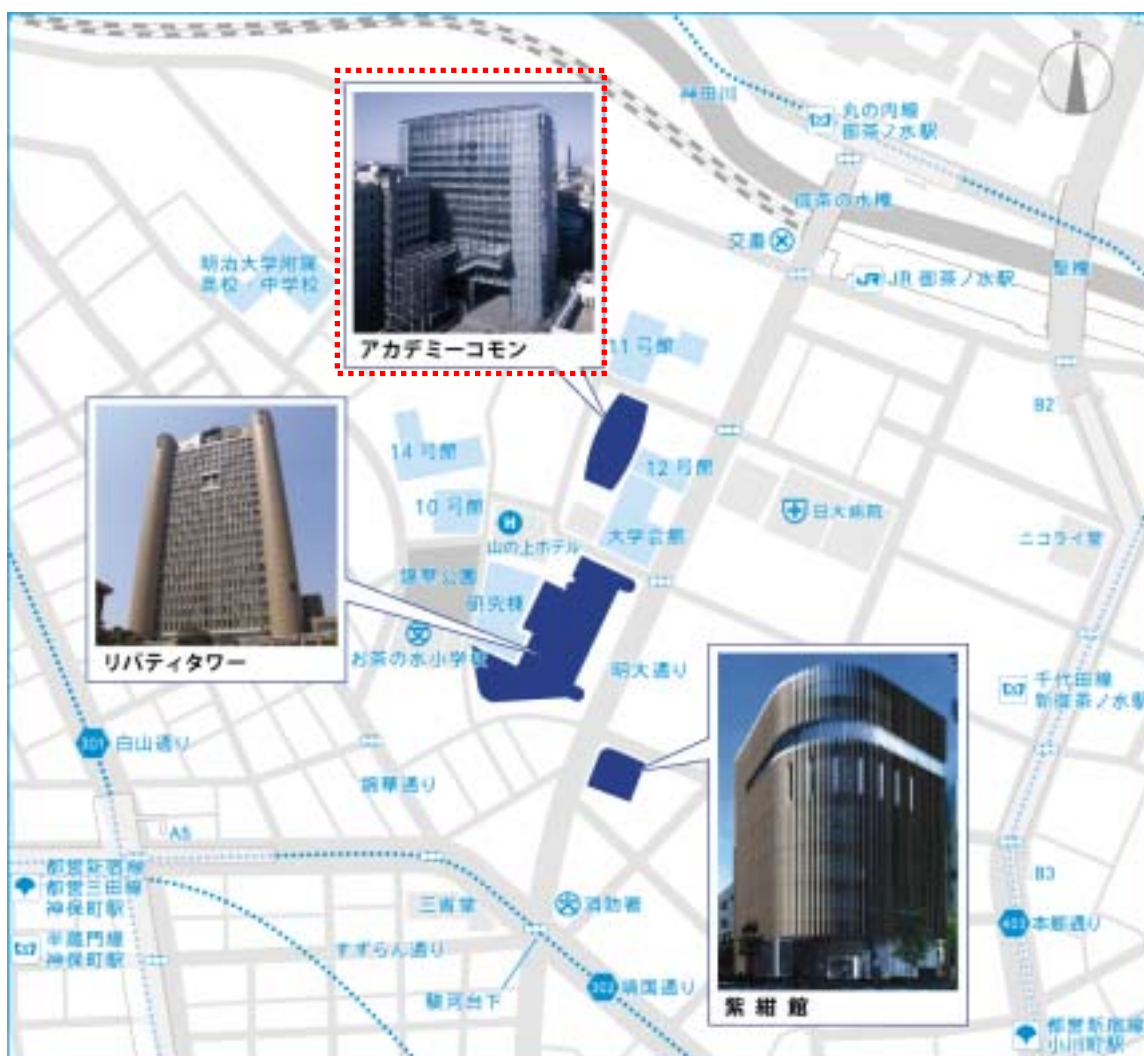 N
神田川
丸の内線
御茶ノ水駅
御茶の水橋
交番
JR 御茶ノ水駅
聖橋
明治大学附属
高校・中学校
アカデミーコモン
11号館
B2
14号館
12号館
10号館
H
山の上ホテル
大学会館
日大病院
ニコライ堂
錦華公園
研究棟
リバティタワー
お茶の水小学校
明大通り
千代田線
新御茶ノ水駅
301
白山通り
錦華通り
A5
都営新宿線
都営三田線
神保町駅
半蔵門線
神保町駅
三省堂
消防署
すずらん通り
駿河台下
302
靖国通り
紫紺館
B3
403
本郷通り
都営新宿線
小川町駅